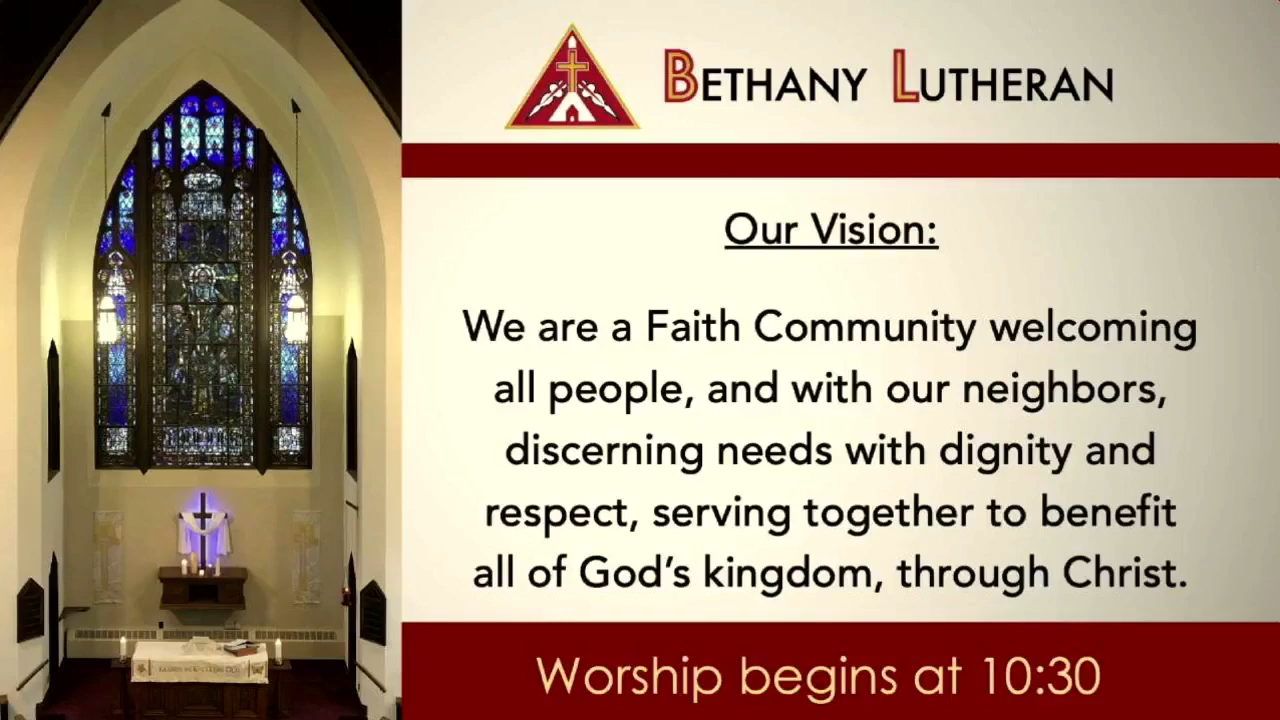 BETHANY LUTHERAN
Our Vision:
We are a Faith Community welcoming
all people, and with our neighbors,
discerning needs with dignity and
respect, serving together to benefit
all of God's kingdom, through Christ.
Worship begins at 10:30